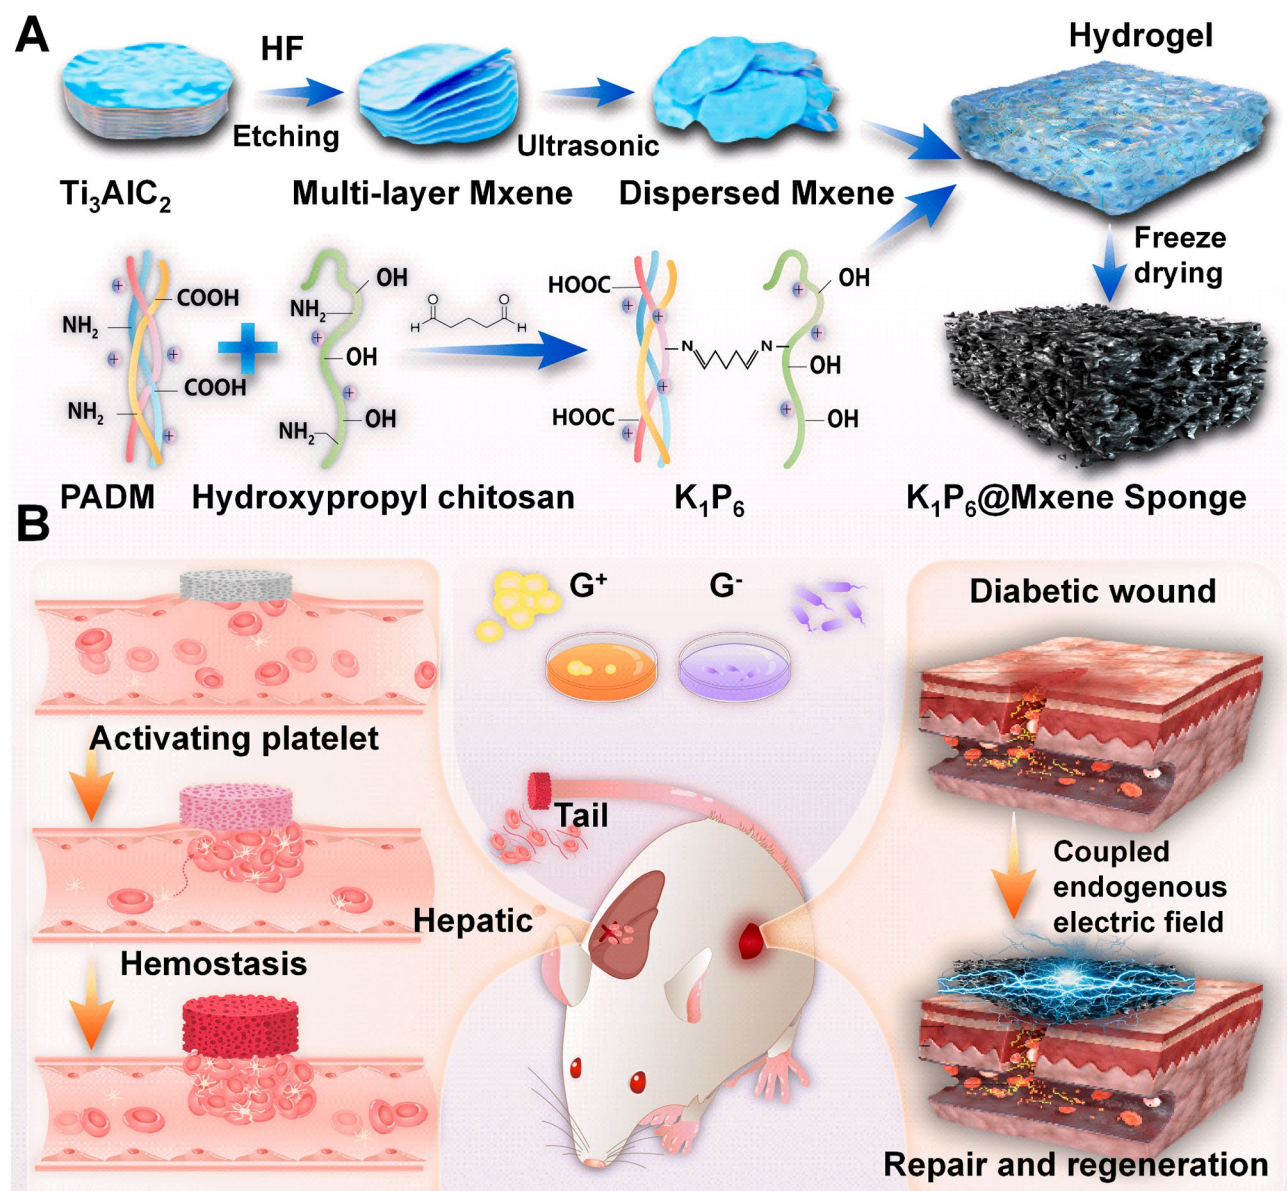 A
HF
Etching
Ultrasonic
Hydrogel
Ti3AlC2
Multi-layer Mxene
Dispersed Mxene
Freeze
drying
COOH
NH2
COOH
NH2
+
+
+
+
OH
NH2
+
OH
+
OH
NH2
O
H
O
H
HOOC
+
+
+
HOOC
+
N
N
+
OH
+
OH
+
OH
PADM
Hydroxypropyl chitosan
K1P6
K1P6@Mxene Sponge
B
Activating platelet
Hemostasis
G+
G-
Tail
Hepatic
Diabetic wound
Coupled
endogenous
electric field
Repair and regeneration